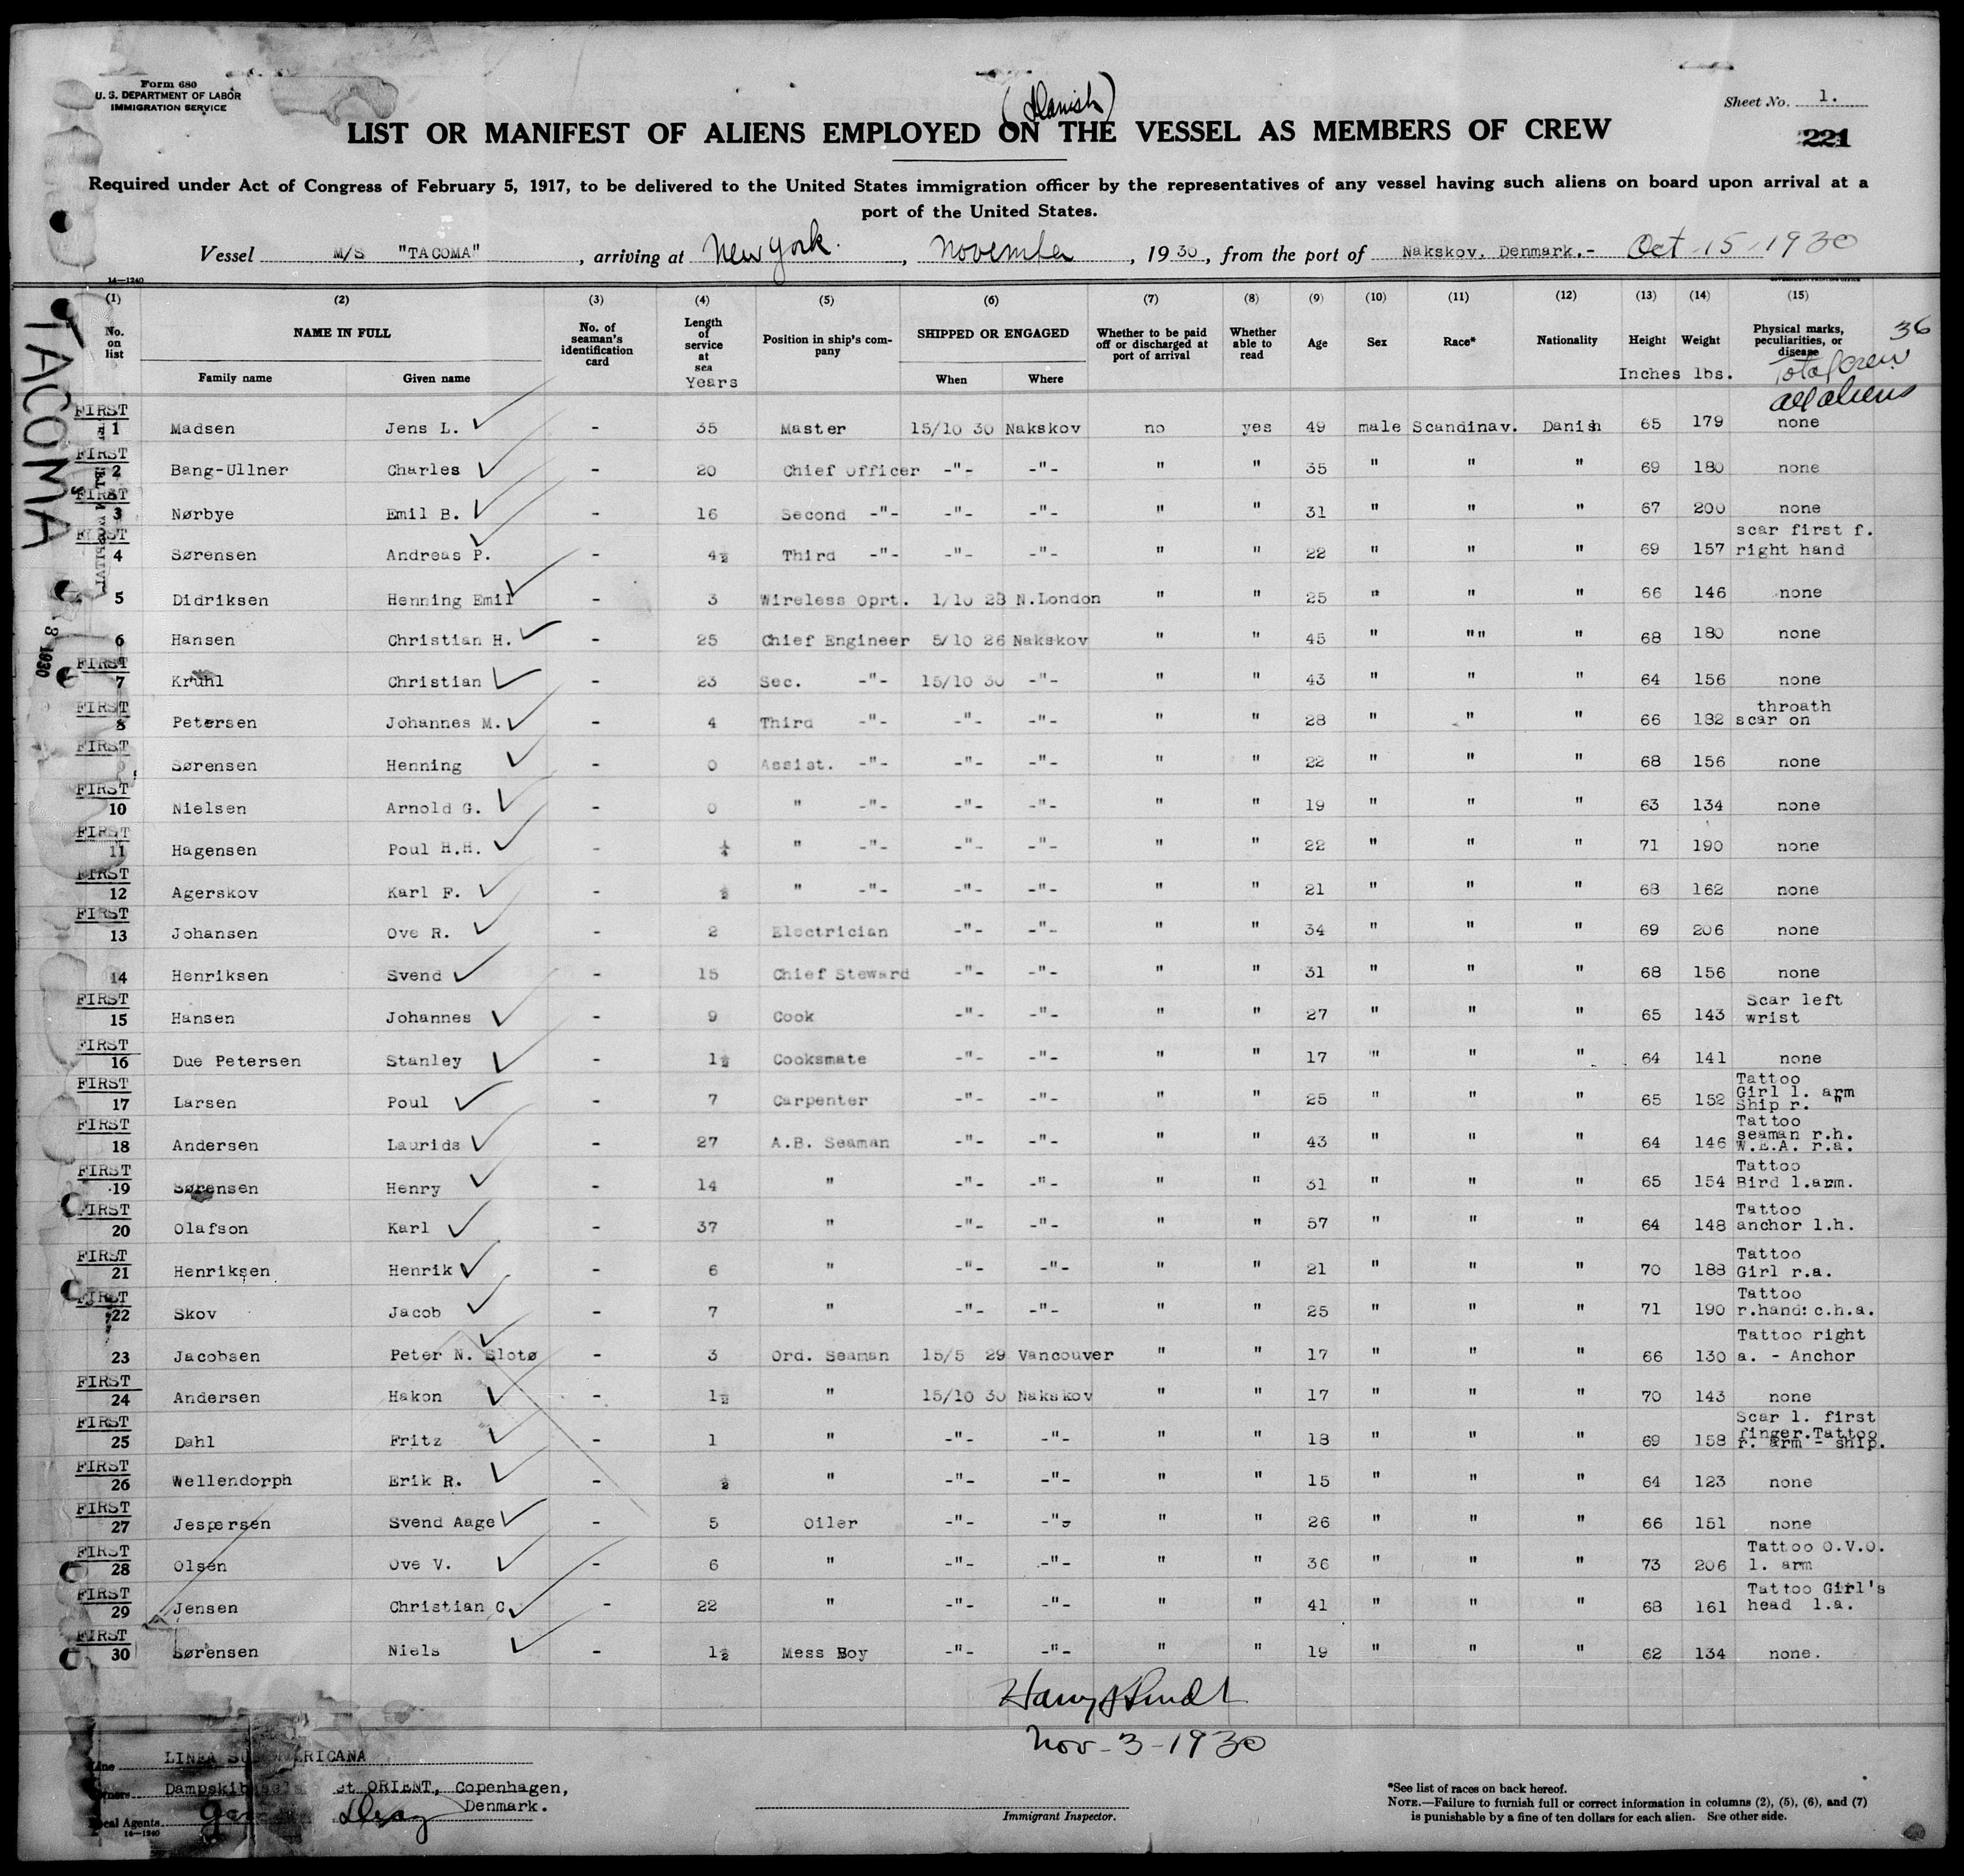 Form 680
U. S. DEPARTMENT OF LABOR
IMMIGRATION SERVICE
(Danish)
Sheet No. 1.
LIST OR MANIFEST OF ALIENS EMPLOYED ON THE VESSEL AS MEMBERS OF CREW
221
Required under Act of Congress of February 5, 1917, to be delivered to the United States immigration officer by the representatives of any vessel having such aliens on board upon arrival at a
port of the United States.
Vessel M/S "TACOMA", arriving at New York, November, 1930, from the port of Nakskov, Denmark.- Oct 15, 1930
14—1240
GOVERNMENT PRINTING OFFICE
TACOMA
3 1930
(1) (2) (3) (4) (5) (6) (7) (8) (9) (10) (11) (12) (13) (14) (15)
No. on list
NAME IN FULL
Family name Given name
No. of seaman's identification card
Length of service at sea Years
Position in ship's company
SHIPPED OR ENGAGED
When Where
Whether to be paid off or discharged at port of arrival
Whether able to read
Age Sex Race* Nationality
Height Inches
Weight lbs.
Physical marks, peculiarities, or disease
36
Total Crew
all aliens
FIRST 1 Madsen Jens L. - 35 Master 15/10 30 Nakskov no yes 49 male Scandinav. Danish 65 179 none
FIRST 2 Bang-Ullner Charles - 20 Chief Officer -"- -"- " " 35 " " " 69 180 none
FIRST 3 Nørbye Emil B. - 16 Second -"- -"- -"- " " 31 " " " 67 200 none
FIRST 4 Sørensen Andreas P. - 4½ Third -"- -"- -"- " " 22 " " " 69 157 scar first f. right hand
5 Didriksen Henning Emil - 3 Wireless Oprt. 1/10 28 N.London " " 25 " " " 66 146 none
6 Hansen Christian H. - 25 Chief Engineer 5/10 26 Nakskov " " 45 " "" " 68 180 none
FIRST 7 Kruhl Christian - 23 Sec. -"- 15/10 30 -"- " " 43 " " " 64 156 none
FIRST 8 Petersen Johannes M. - 4 Third -"- -"- -"- " " 28 " " " 66 182 throath scar on
FIRST Sørensen Henning - 0 Assist. -"- -"- -"- " " 22 " " " 68 156 none
FIRST 10 Nielsen Arnold G. - 0 " -"- -"- -"- " " 19 " " " 63 134 none
FIRST 11 Hagensen Poul H.H. - " -"- -"- -"- " " 22 " " " 71 190 none
FIRST 12 Agerskov Karl F. - ½ " -"- -"- -"- " " 21 " " " 68 162 none
FIRST 13 Johansen Ove R. - 2 Electrician -"- -"- " " 34 " " " 69 206 none
14 Henriksen Svend - 15 Chief Steward -"- -"- " " 31 " " " 68 156 none
FIRST 15 Hansen Johannes - 9 Cook -"- -"- " " 27 " " " 65 143 Scar left wrist
FIRST 16 Due Petersen Stanley - 1½ Cooksmate -"- -"- " " 17 " " " 64 141 none
FIRST 17 Larsen Poul - 7 Carpenter -"- -"- " " 25 " " " 65 152 Tattoo Girl l. arm Ship r. "
FIRST 18 Andersen Laurids - 27 A.B. Seaman -"- -"- " " 43 " " " 64 146 Tattoo seaman r.h. W.E.A. r.a.
FIRST 19 Sørensen Henry - 14 " -"- -"- " " 31 " " " 65 154 Tattoo Bird l.arm.
FIRST 20 Olafson Karl - 37 " -"- -"- " " 57 " " " 64 148 Tattoo anchor l.h.
FIRST 21 Henriksen Henrik - 6 " -"- -"- " " 21 " " " 70 188 Tattoo Girl r.a.
FIRST 22 Skov Jacob - 7 " -"- -"- " " 25 " " " 71 190 Tattoo r.hand: c.h.a.
23 Jacobsen Peter N. Slotø - 3 Ord. Seaman 15/5 29 Vancouver " " 17 " " " 66 130 Tattoo right a. - Anchor
FIRST 24 Andersen Hakon - 1½ " 15/10 30 Nakskov " " 17 " " " 70 143 none
FIRST 25 Dahl Fritz - 1 " -"- -"- " " 18 " " " 69 158 Scar l. first finger.Tattoo r. arm - ship.
FIRST 26 Wellendorph Erik R. - ½ " -"- -"- " " 15 " " " 64 123 none
FIRST 27 Jespersen Svend Aage - 5 Oiler -"- -"- " " 26 " " " 66 151 none
FIRST 28 Olsen Ove V. - 6 " -"- -"- " " 36 " " " 73 206 Tattoo O.V.O. l. arm
FIRST 29 Jensen Christian C. - 22 " -"- -"- " " 41 " " " 68 161 Tattoo Girl's head l.a.
FIRST 30 Sørensen Niels - 1½ Mess Boy -"- -"- " " 19 " " " 62 134 none.
Nov-3-1930
Line LINEA
Owners ORIENT, Copenhagen,
Denmark.
Local Agents
14—1240
Immigrant Inspector.
*See list of races on back hereof.
NOTE.—Failure to furnish full or correct information in columns (2), (5), (6), and (7)
is punishable by a fine of ten dollars for each alien. See other side.